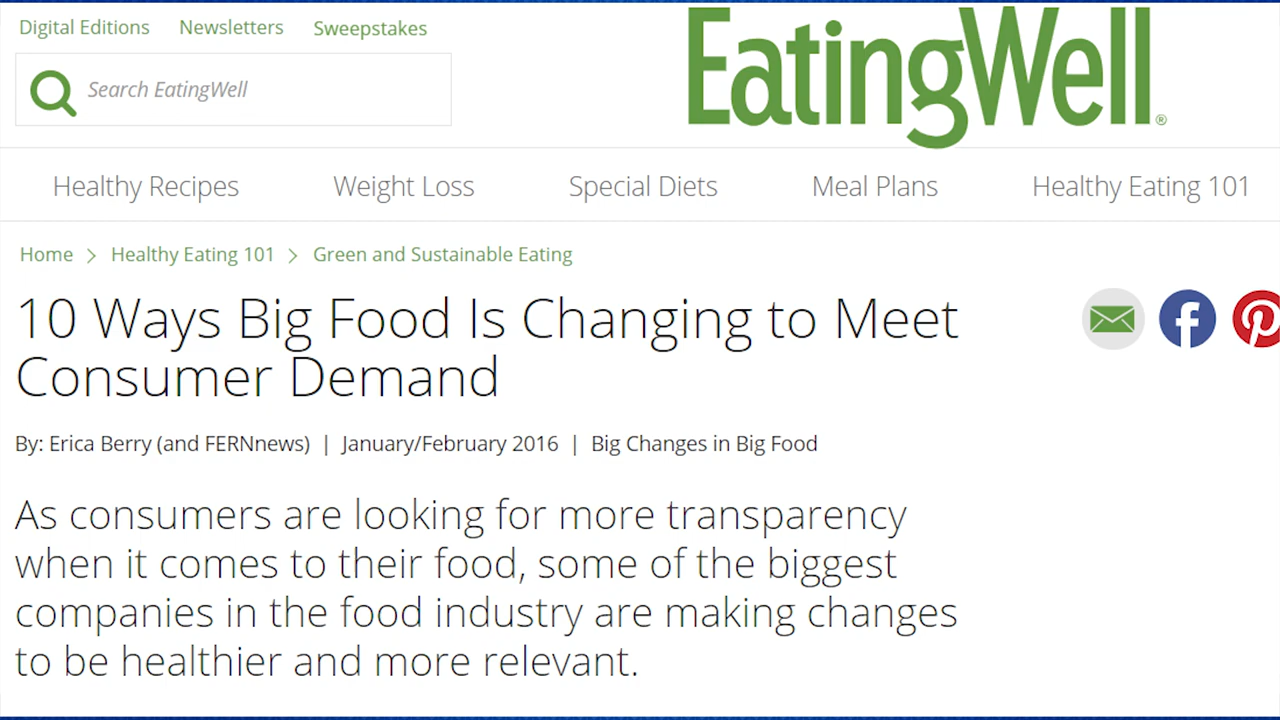 Digital Editions Newsletters Sweepstakes
EatingWell®
Search EatingWell
Healthy Recipes Weight Loss Special Diets Meal Plans Healthy Eating 101
Home > Healthy Eating 101 > Green and Sustainable Eating
10 Ways Big Food Is Changing to Meet
Consumer Demand
By: Erica Berry (and FERNnews) | January/February 2016 | Big Changes in Big Food
As consumers are looking for more transparency
when it comes to their food, some of the biggest
companies in the food industry are making changes
to be healthier and more relevant.